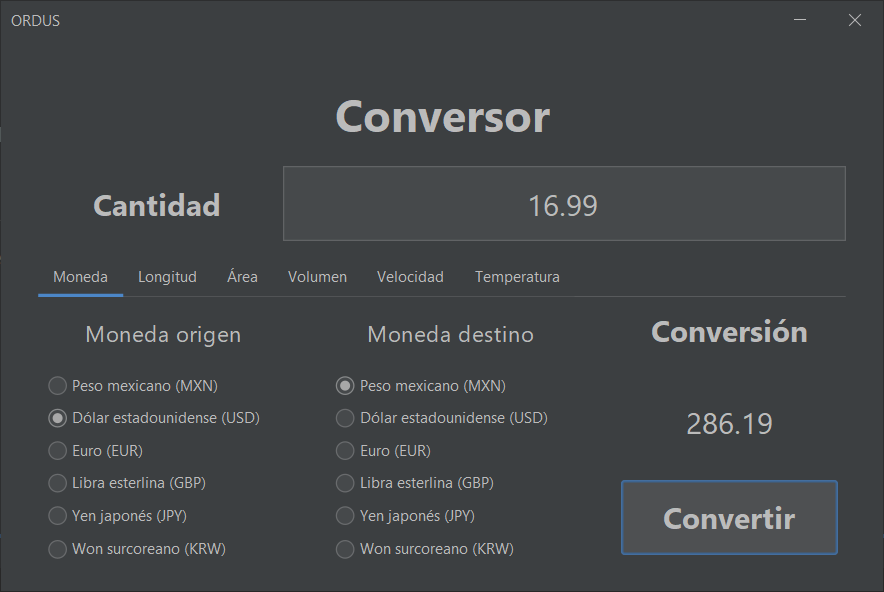 ORDUS
Conversor
Cantidad
16.99
Moneda Longitud Área Volumen Velocidad Temperatura
Moneda origen
Peso mexicano (MXN)
Dólar estadounidense (USD)
Euro (EUR)
Libra esterlina (GBP)
Yen japonés (JPY)
Won surcoreano (KRW)
Moneda destino
Peso mexicano (MXN)
Dólar estadounidense (USD)
Euro (EUR)
Libra esterlina (GBP)
Yen japonés (JPY)
Won surcoreano (KRW)
Conversión
286.19
Convertir